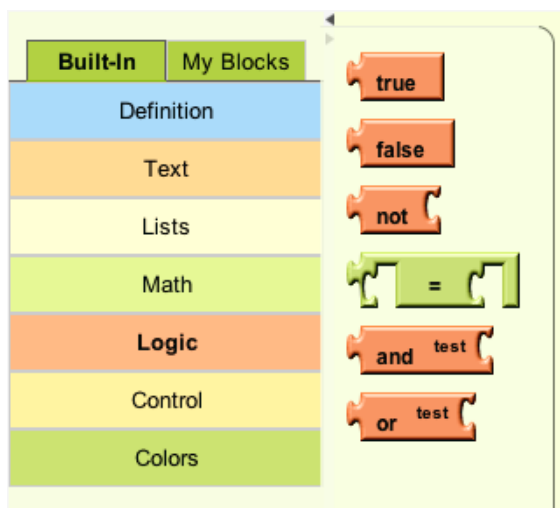 Built-In
My Blocks
Definition
Text
Lists
Math
Logic
Control
Colors
true
false
not
=
and test
or test